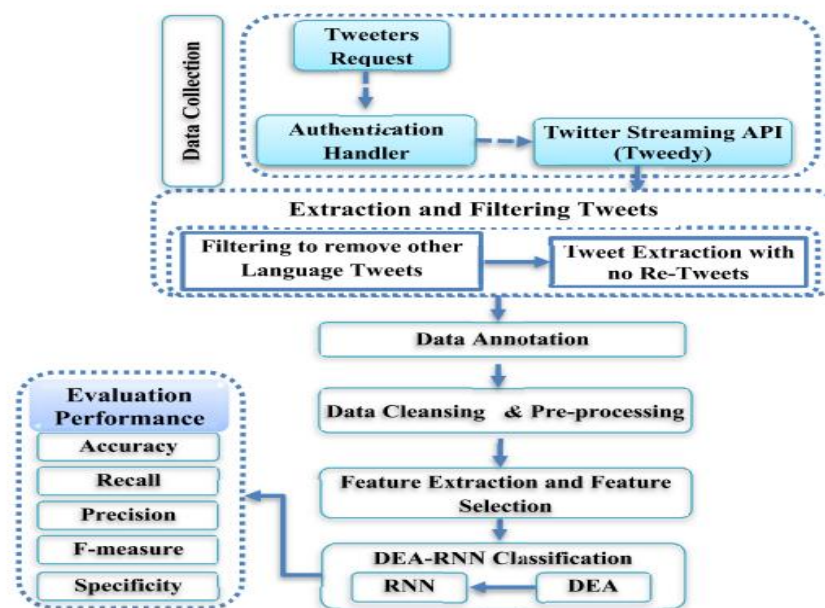 Data Collection
Tweeters
Request
Authentication
Handler
Twitter Streaming API
(Tweedy)
Extraction and Filtering Tweets
Filtering to remove other
Language Tweets
Tweet Extraction with
no Re-Tweets
Data Annotation
Data Cleansing & Pre-processing
Feature Extraction and Feature
Selection
DEA-RNN Classification
RNN
DEA
Evaluation
Performance
Accuracy
Recall
Precision
F-measure
Specificity